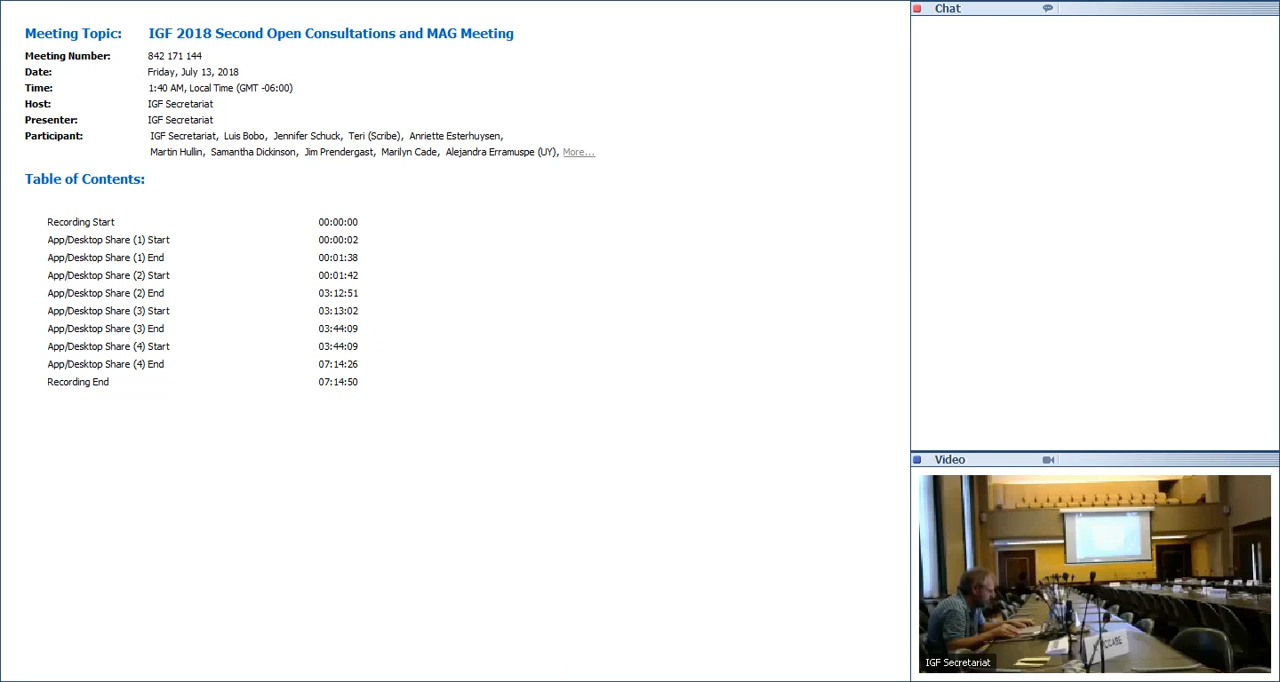 Meeting Topic: IGF 2018 Second Open Consultations and MAG Meeting
Meeting Number: 842 171 144
Date: Friday, July 13, 2018
Time: 1:40 AM, Local Time (GMT -06:00)
Host: IGF Secretariat
Presenter: IGF Secretariat
Participant: IGF Secretariat, Luis Bobo, Jennifer Schuck, Teri (Scribe), Anriette Esterhuysen,
Martin Hullin, Samantha Dickinson, Jim Prendergast, Marilyn Cade, Alejandra Erramuspe (UY), More...
Table of Contents:
Recording Start 00:00:00
App/Desktop Share (1) Start 00:00:02
App/Desktop Share (1) End 00:01:38
App/Desktop Share (2) Start 00:01:42
App/Desktop Share (2) End 03:12:51
App/Desktop Share (3) Start 03:13:02
App/Desktop Share (3) End 03:44:09
App/Desktop Share (4) Start 03:44:09
App/Desktop Share (4) End 07:14:26
Recording End 07:14:50
Chat
Video
IGF Secretariat